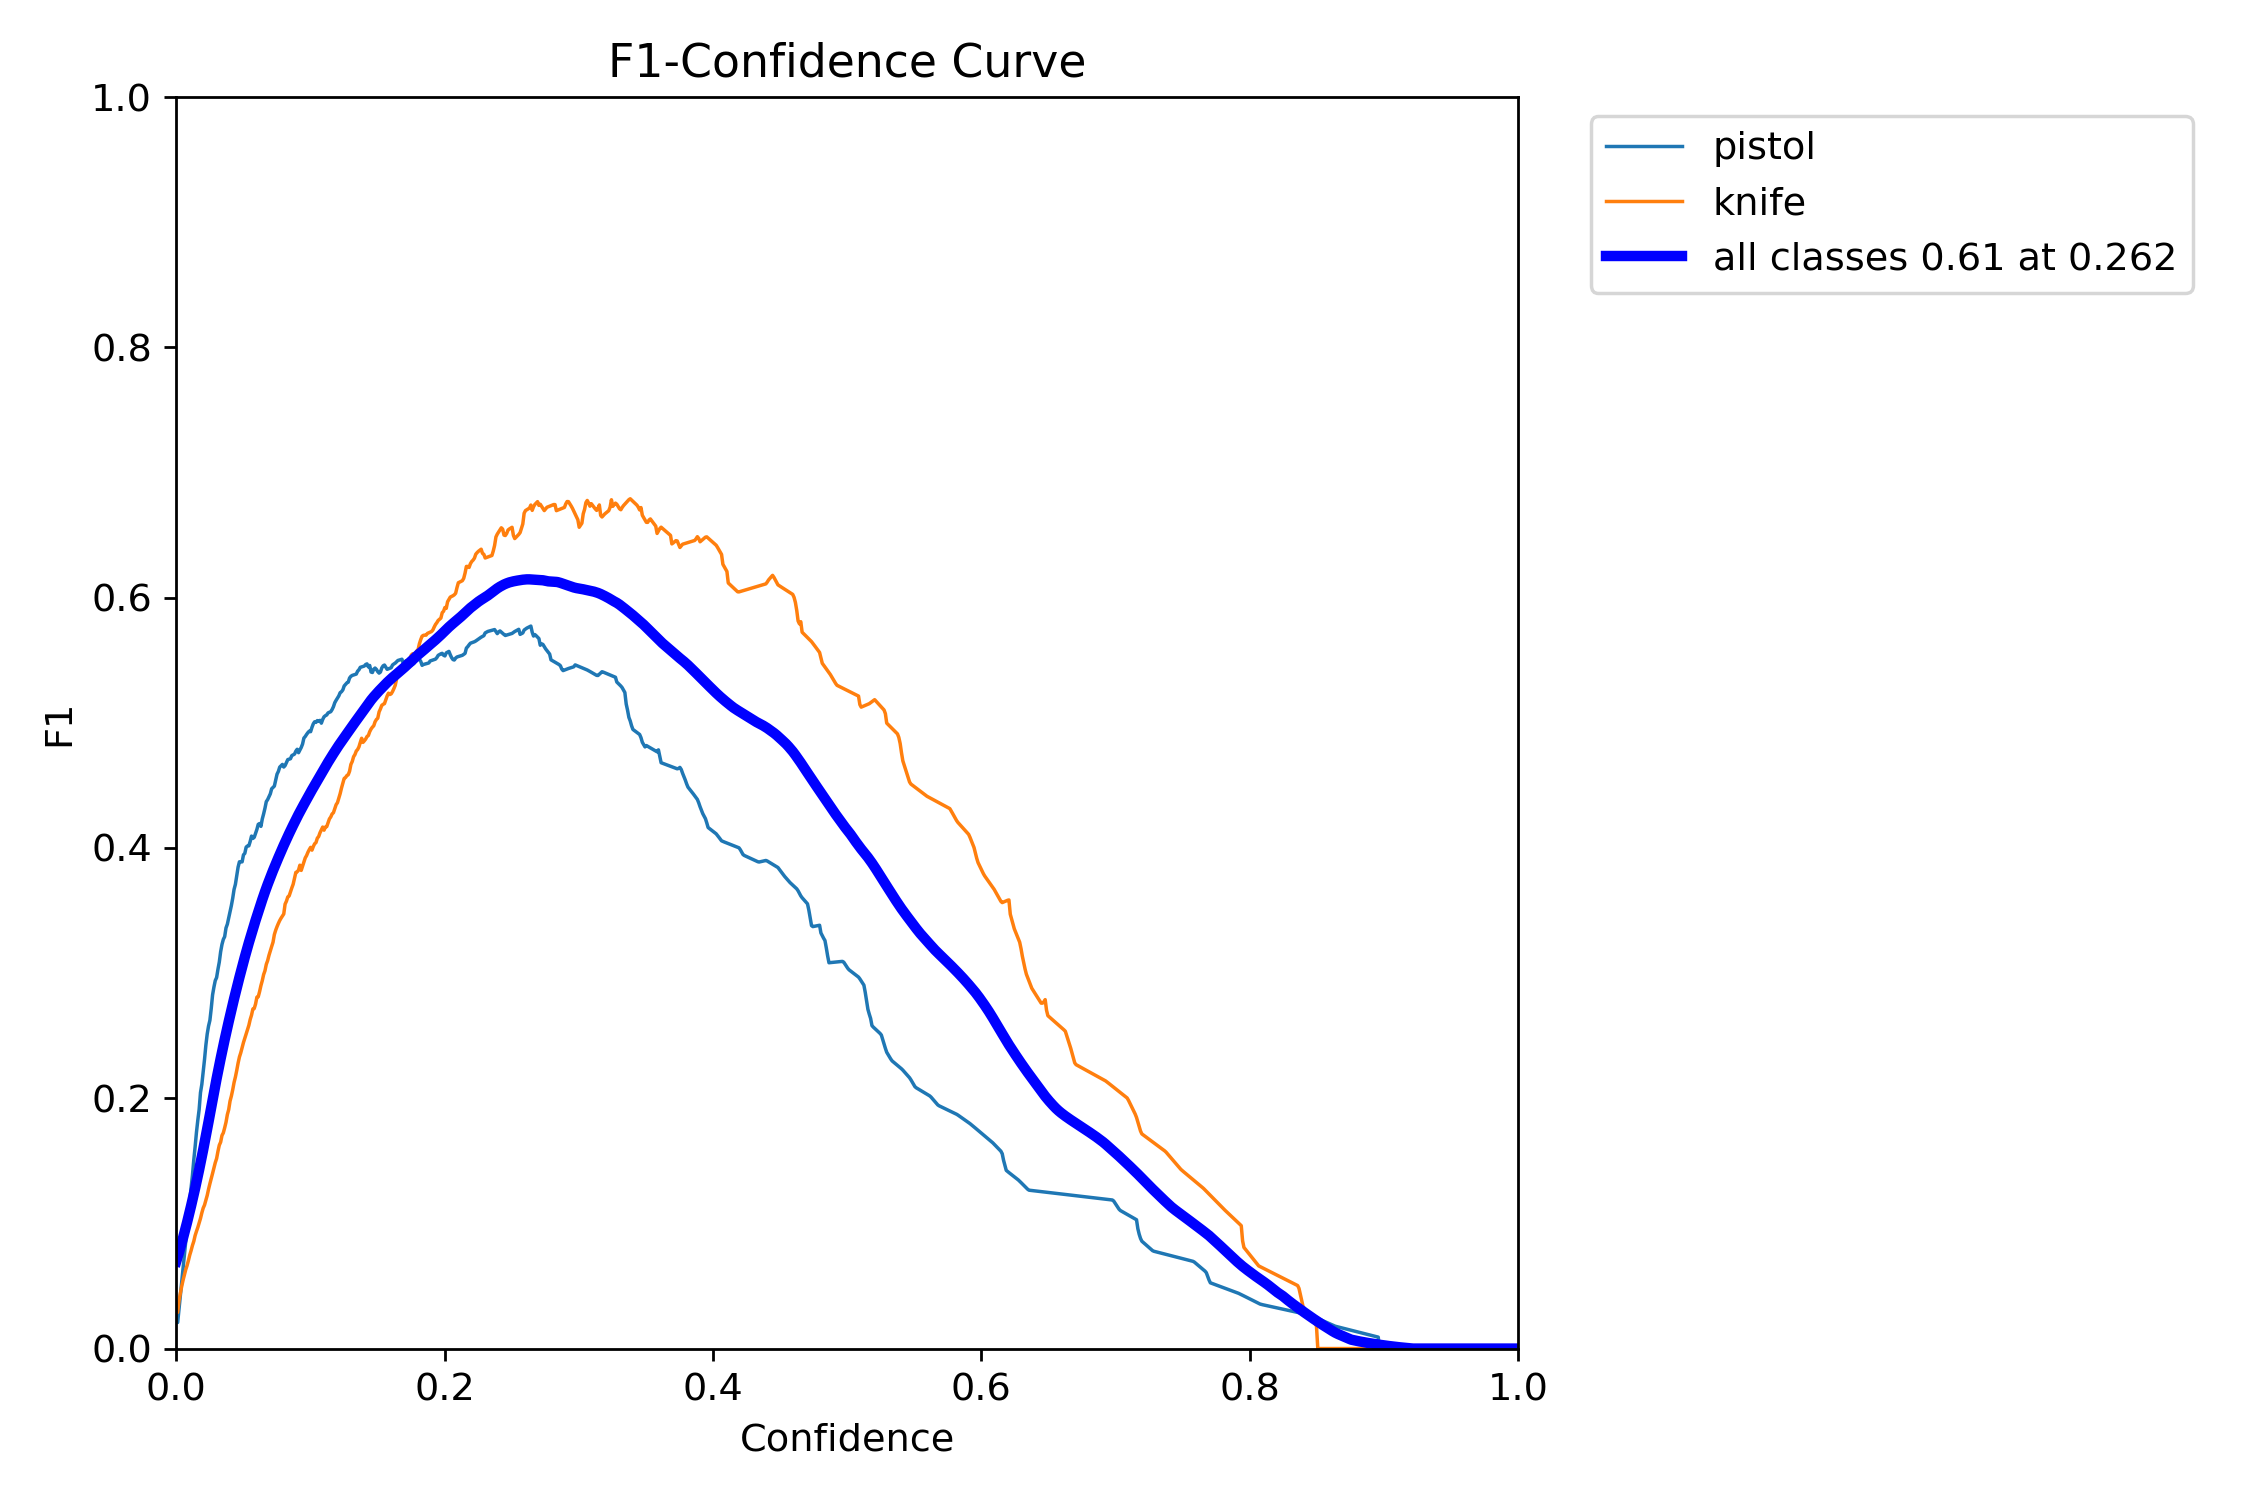 F1-Confidence Curve
1.0
0.8
0.6
0.4
0.2
0.0
F1
0.0 0.2 0.4 0.6 0.8 1.0
Confidence
pistol
knife
all classes 0.61 at 0.262